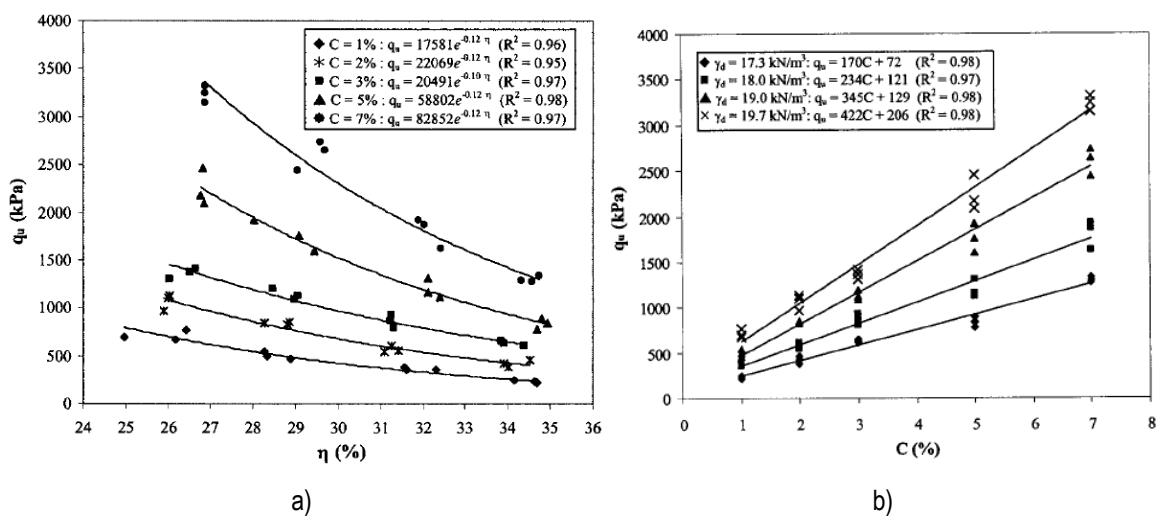 4000
3500
3000
2500
2000
1500
1000
500
0
qu (kPa)
C = 1% : qu = 17581e^-0.12 η (R² = 0.96)
C = 2% : qu = 22069e^-0.12 η (R² = 0.95)
C = 3% : qu = 20491e^-0.10 η (R² = 0.97)
C = 5% : qu = 58802e^-0.12 η (R² = 0.98)
C = 7% : qu = 82852e^-0.12 η (R² = 0.97)
24 25 26 27 28 29 30 31 32 33 34 35 36
η (%)
a)
4000
3500
3000
2500
2000
1500
1000
500
0
qu (kPa)
γd = 17.3 kN/m³: qu = 170C + 72 (R² = 0.98)
γd = 18.0 kN/m³: qu = 234C + 121 (R² = 0.97)
γd = 19.0 kN/m³: qu = 345C + 129 (R² = 0.98)
γd = 19.7 kN/m³: qu = 422C + 206 (R² = 0.98)
0 1 2 3 4 5 6 7 8
C (%)
b)